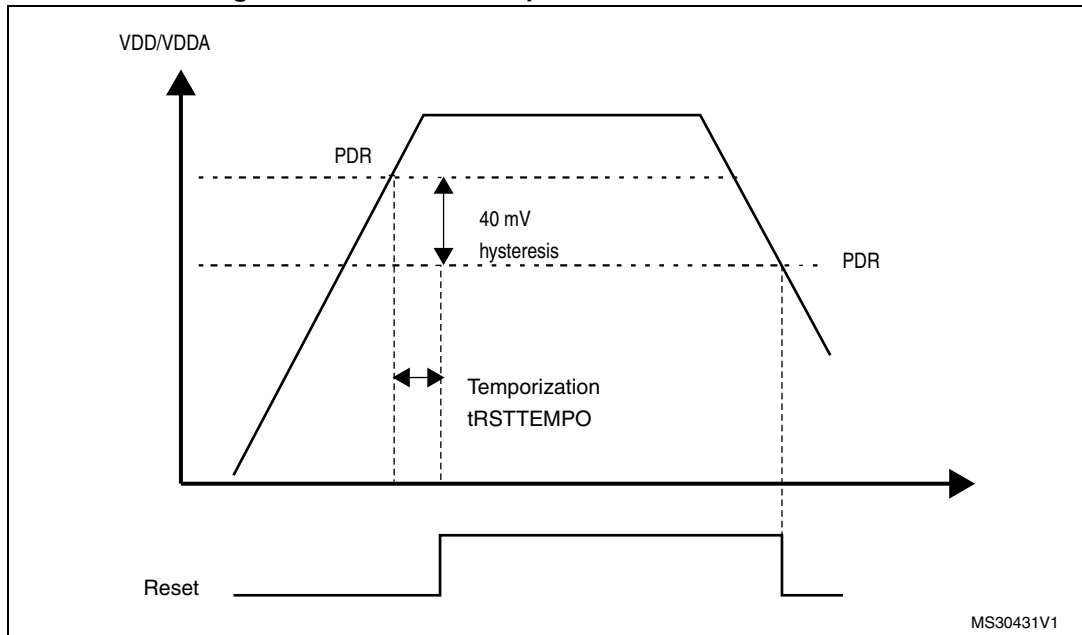 VDD/VDDA
PDR
40 mV
hysteresis
PDR
Temporization
tRSTTEMPO
Reset
MS30431V1